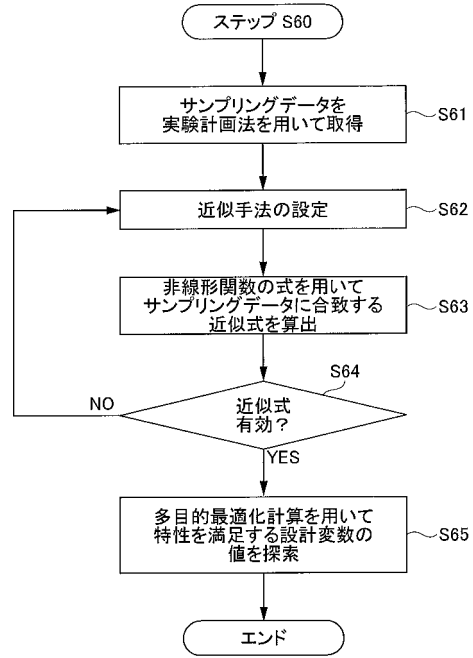 ステップ S60
サンプリングデータを
実験計画法を用いて取得
S61
近似手法の設定
S62
非線形関数の式を用いて
サンプリングデータに合致する
近似式を算出
S63
S64
近似式
有効？
NO
YES
多目的最適化計算を用いて
特性を満足する設計変数の
値を探索
S65
エンド